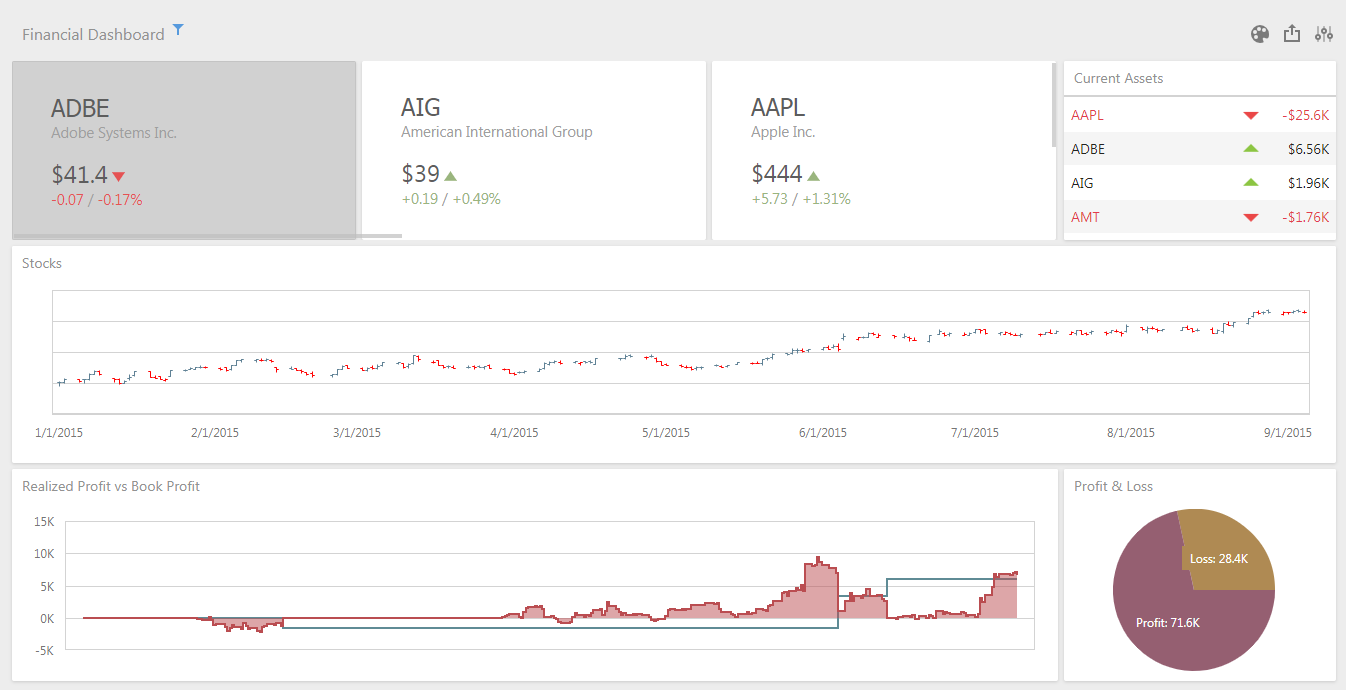 Financial Dashboard
ADBE
Adobe Systems Inc.
$41.4
-0.07 / -0.17%
AIG
American International Group
$39
+0.19 / +0.49%
AAPL
Apple Inc.
$444
+5.73 / +1.31%
Current Assets
AAPL -$25.6K
ADBE $6.56K
AIG $1.96K
AMT -$1.76K
Stocks
1/1/2015 2/1/2015 3/1/2015 4/1/2015 5/1/2015 6/1/2015 7/1/2015 8/1/2015 9/1/2015
Realized Profit vs Book Profit
15K
10K
5K
0K
-5K
Profit & Loss
Loss: 28.4K
Profit: 71.6K